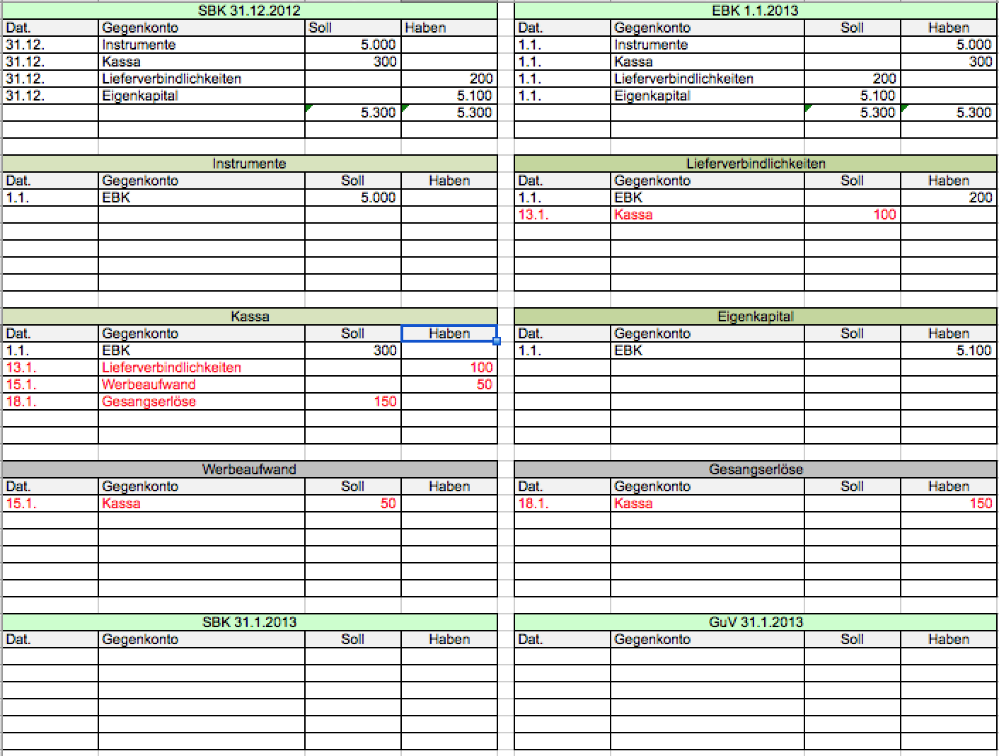 SBK 31.12.2012
Dat. Gegenkonto Soll Haben
31.12. Instrumente 5.000
31.12. Kassa 300
31.12. Lieferverbindlichkeiten 200
31.12. Eigenkapital 5.100
5.300 5.300
EBK 1.1.2013
Dat. Gegenkonto Soll Haben
1.1. Instrumente 5.000
1.1. Kassa 300
1.1. Lieferverbindlichkeiten 200
1.1. Eigenkapital 5.100
5.300 5.300
Instrumente
Dat. Gegenkonto Soll Haben
1.1. EBK 5.000
Lieferverbindlichkeiten
Dat. Gegenkonto Soll Haben
1.1. EBK 200
13.1. Kassa 100
Kassa
Dat. Gegenkonto Soll Haben
1.1. EBK 300
13.1. Lieferverbindlichkeiten 100
15.1. Werbeaufwand 50
18.1. Gesangserlöse 150
Eigenkapital
Dat. Gegenkonto Soll Haben
1.1. EBK 5.100
Werbeaufwand
Dat. Gegenkonto Soll Haben
15.1. Kassa 50
Gesangserlöse
Dat. Gegenkonto Soll Haben
18.1. Kassa 150
SBK 31.1.2013
Dat. Gegenkonto Soll Haben
GuV 31.1.2013
Dat. Gegenkonto Soll Haben